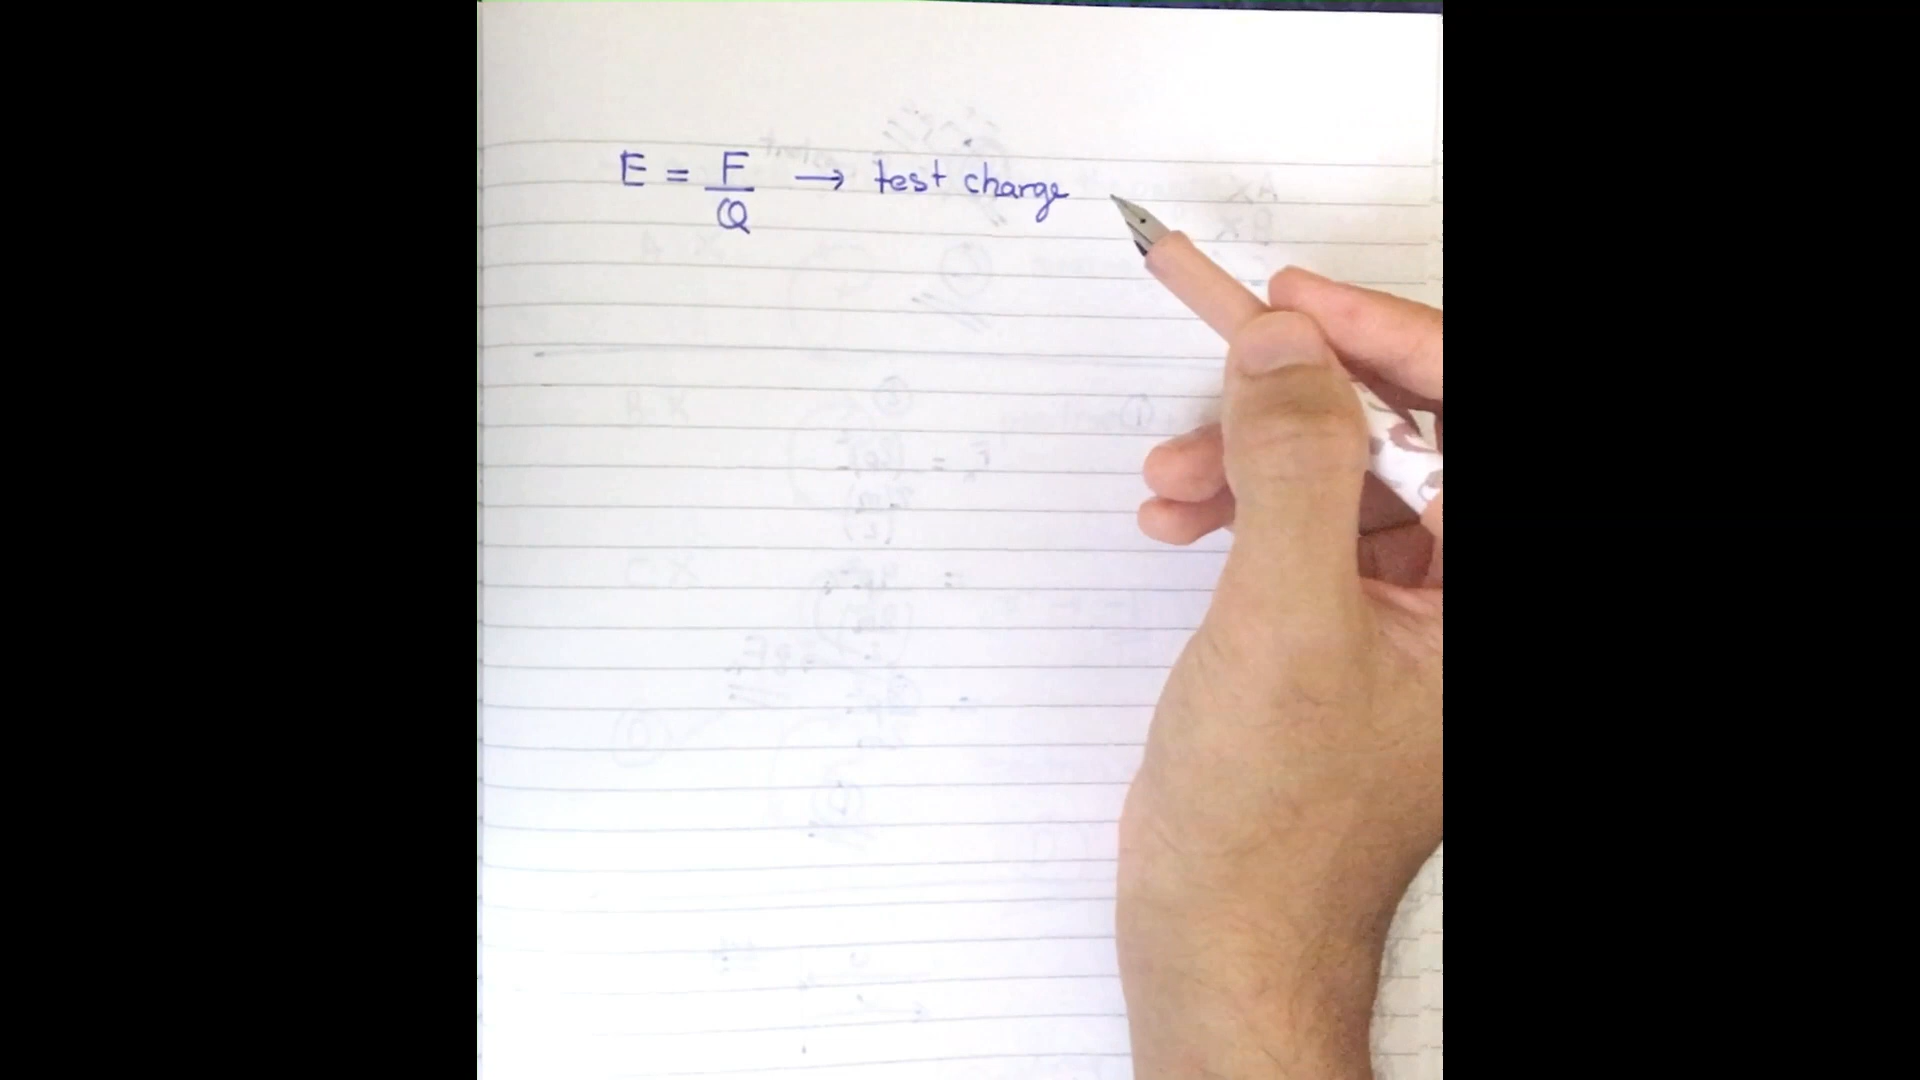 E = F/Q → test charge